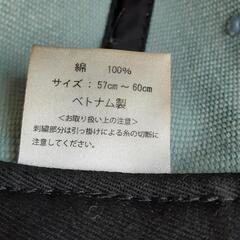 綿 100%
サイズ：57cm～60cm
ベトナム製
＜お取り扱い上の注意＞
刺繍部分は引っ掛けによる糸の切断に
注意してください。